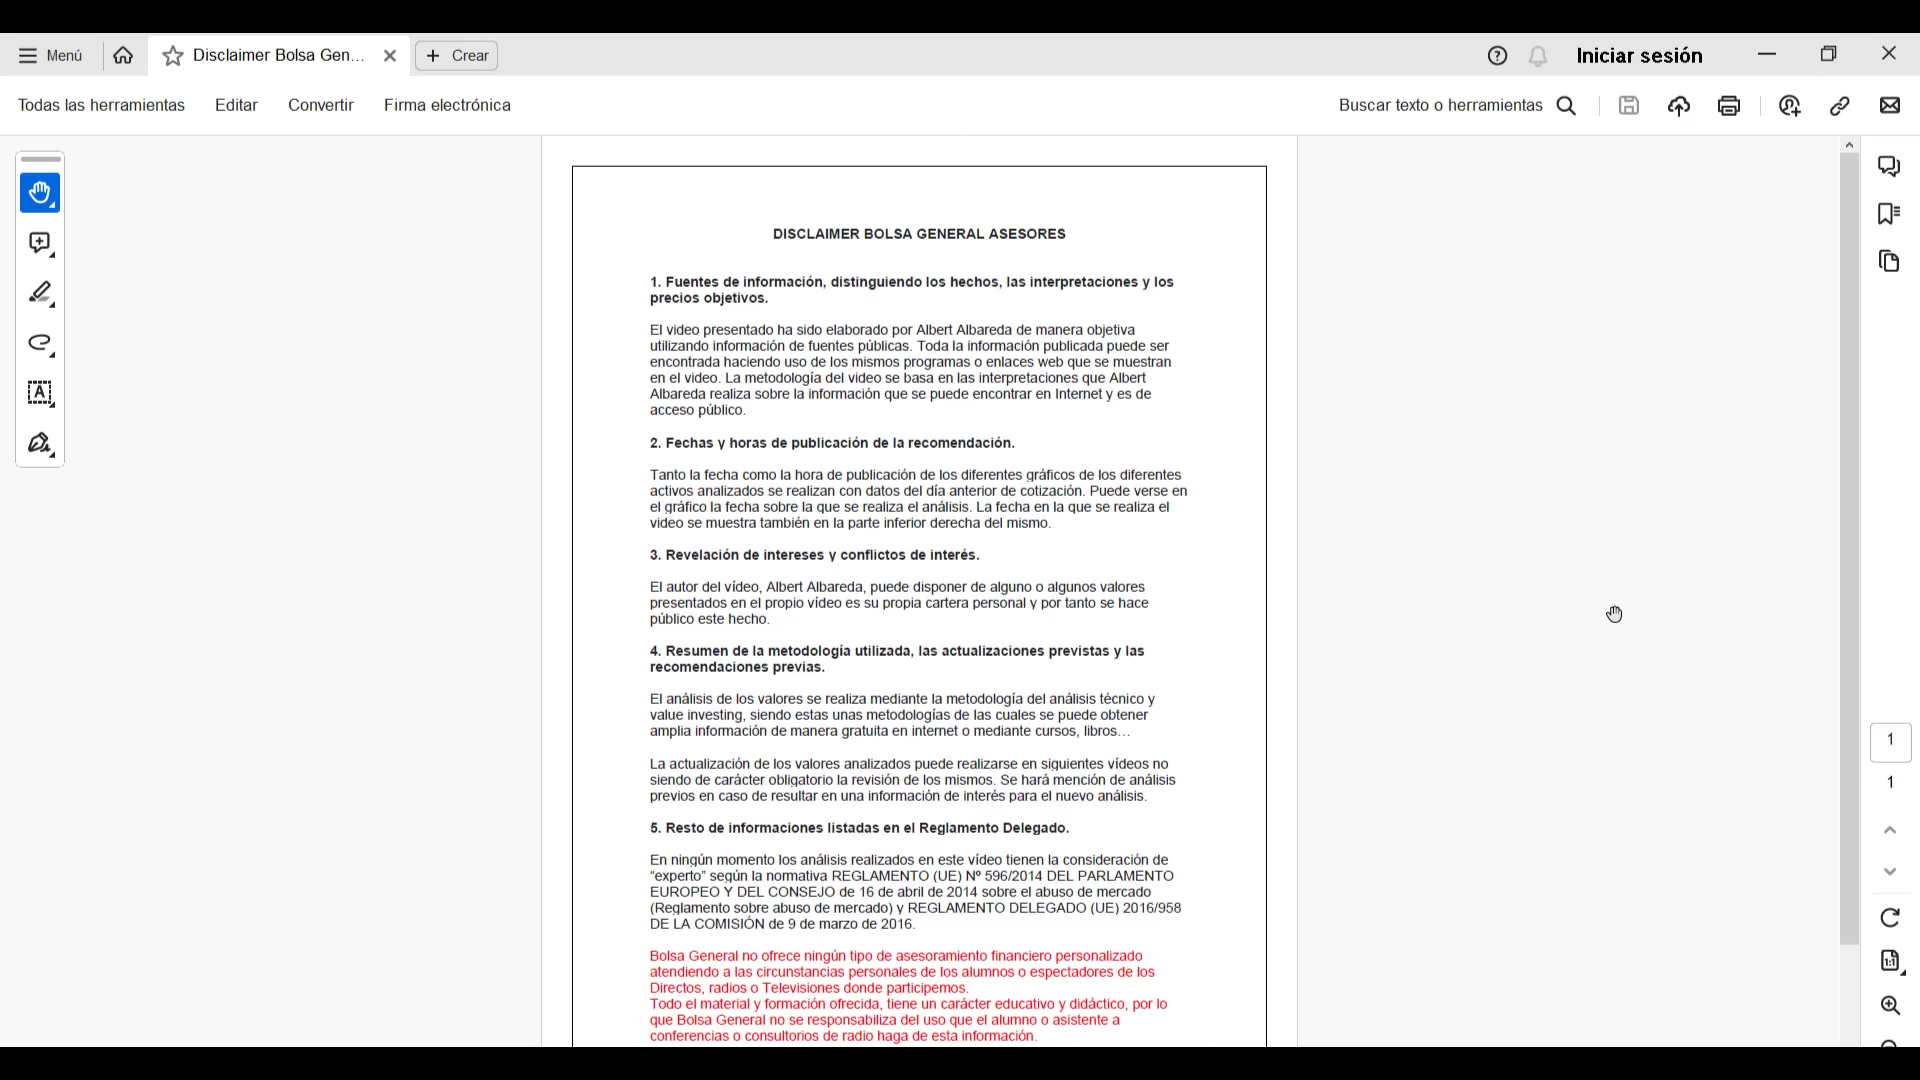 Menú
Disclaimer Bolsa Gen...
Crear
Iniciar sesión
Todas las herramientas
Editar
Convertir
Firma electrónica
Buscar texto o herramientas
DISCLAIMER BOLSA GENERAL ASESORES
1. Fuentes de información, distinguiendo los hechos, las interpretaciones y los
precios objetivos.
El video presentado ha sido elaborado por Albert Albareda de manera objetiva
utilizando información de fuentes públicas. Toda la información publicada puede ser
encontrada haciendo uso de los mismos programas o enlaces web que se muestran
en el video. La metodología del video se basa en las interpretaciones que Albert
Albareda realiza sobre la información que se puede encontrar en Internet y es de
acceso público.
2. Fechas y horas de publicación de la recomendación.
Tanto la fecha como la hora de publicación de los diferentes gráficos de los diferentes
activos analizados se realizan con datos del día anterior de cotización. Puede verse en
el gráfico la fecha sobre la que se realiza el análisis. La fecha en la que se realiza el
video se muestra también en la parte inferior derecha del mismo.
3. Revelación de intereses y conflictos de interés.
El autor del vídeo, Albert Albareda, puede disponer de alguno o algunos valores
presentados en el propio vídeo es su propia cartera personal y por tanto se hace
público este hecho.
4. Resumen de la metodología utilizada, las actualizaciones previstas y las
recomendaciones previas.
El análisis de los valores se realiza mediante la metodología del análisis técnico y
value investing, siendo estas unas metodologías de las cuales se puede obtener
amplia información de manera gratuita en internet o mediante cursos, libros…
La actualización de los valores analizados puede realizarse en siguientes vídeos no
siendo de carácter obligatorio la revisión de los mismos. Se hará mención de análisis
previos en caso de resultar en una información de interés para el nuevo análisis.
5. Resto de informaciones listadas en el Reglamento Delegado.
En ningún momento los análisis realizados en este vídeo tienen la consideración de
“experto” según la normativa REGLAMENTO (UE) Nº 596/2014 DEL PARLAMENTO
EUROPEO Y DEL CONSEJO de 16 de abril de 2014 sobre el abuso de mercado
(Reglamento sobre abuso de mercado) y REGLAMENTO DELEGADO (UE) 2016/958
DE LA COMISIÓN de 9 de marzo de 2016.
Bolsa General no ofrece ningún tipo de asesoramiento financiero personalizado
atendiendo a las circunstancias personales de los alumnos o espectadores de los
Directos, radios o Televisiones donde participemos.
Todo el material y formación ofrecida, tiene un carácter educativo y didáctico, por lo
que Bolsa General no se responsabiliza del uso que el alumno o asistente a
conferencias o consultorios de radio haga de esta información.
1
1